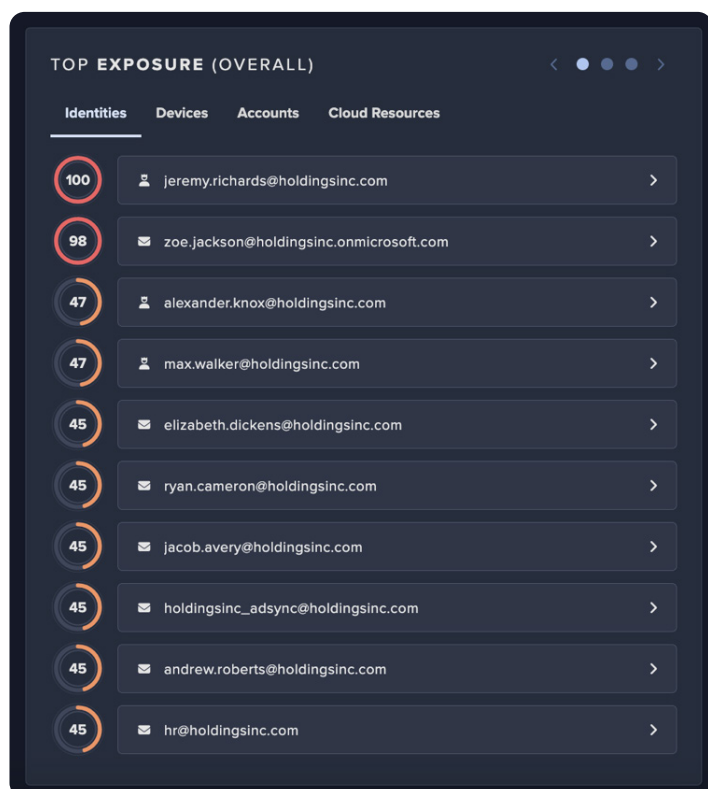 TOP EXPOSURE (OVERALL)
Identities Devices Accounts Cloud Resources
100 jeremy.richards@holdingsinc.com
98 zoe.jackson@holdingsinc.onmicrosoft.com
47 alexander.knox@holdingsinc.com
47 max.walker@holdingsinc.com
45 elizabeth.dickens@holdingsinc.com
45 ryan.cameron@holdingsinc.com
45 jacob.avery@holdingsinc.com
45 holdingsinc_adsync@holdingsinc.com
45 andrew.roberts@holdingsinc.com
45 hr@holdingsinc.com